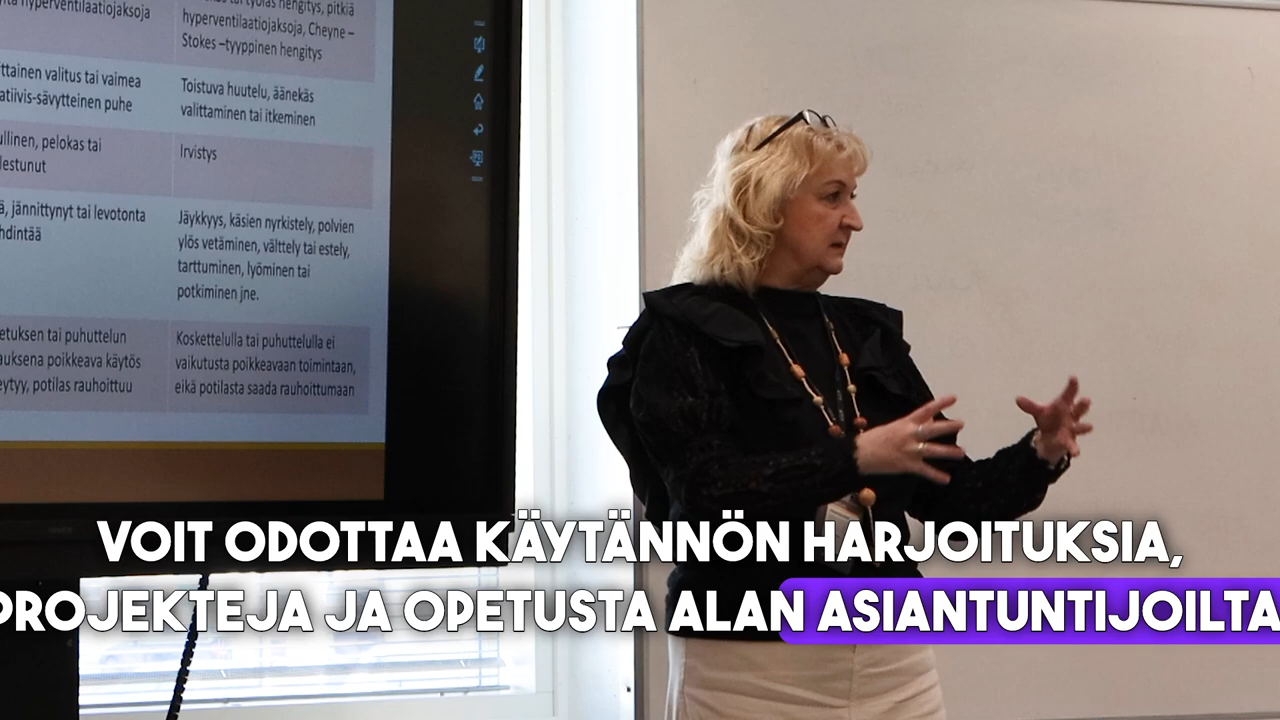 hyperventilaatiojaksoja
hengitys, pitkiä
hyperventilaatiojaksoja, Cheyne –
Stokes –tyyppinen hengitys
ttainen valitus tai vaimea
atiivis-sävytteinen puhe
Toistuva huutelu, äänekäs
valittaminen tai itkeminen
ullinen, pelokas tai
lestunut
Irvistys
ä, jännittynyt tai levotonta
hdintää
Jäykkyys, käsien nyrkistely, polvien
ylös vetäminen, välttely tai estely,
tarttuminen, lyöminen tai
potkiminen jne.
etuksen tai puhuttelun
auksena poikkeava käytös
eytyy, potilas rauhoittuu
Koskettelulla tai puhuttelulla ei
vaikutusta poikkeavaan toimintaan,
eikä potilasta saada rauhoittumaan
VOIT ODOTTAA KÄYTÄNNÖN HARJOITUKSIA,
PROJEKTEJA JA OPETUSTA ALAN ASIANTUNTIJOILTA